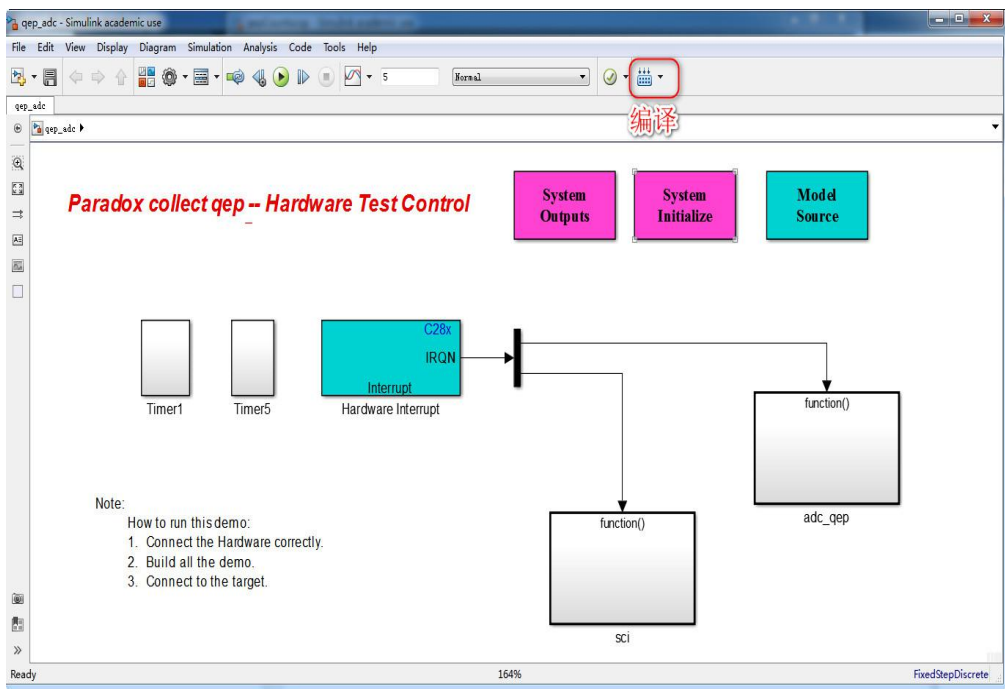 qep_adc - Simulink academic use
File Edit View Display Diagram Simulation Analysis Code Tools Help
5 Normal
qep_adc
编译
qep_adc
Paradox collect qep -- Hardware Test Control
System Outputs
System Initialize
Model Source
C28x
IRQN
Interrupt
Timer1
Timer5
Hardware Interrupt
function()
adc_qep
Note:
How to run this demo:
1. Connect the Hardware correctly.
2. Build all the demo.
3. Connect to the target.
function()
sci
Ready
164%
FixedStepDiscrete